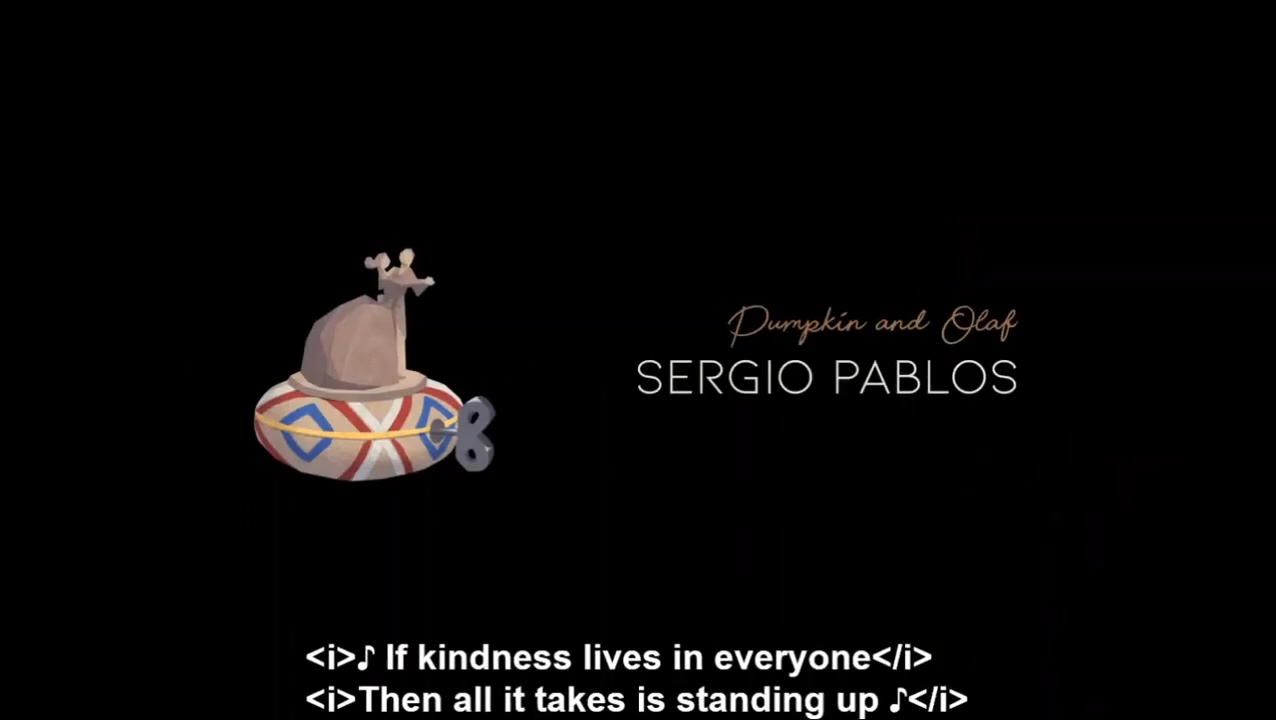 Pumpkin and Olaf
SERGIO PABLOS
<i>♪ If kindness lives in everyone</i>
<i>Then all it takes is standing up ♪</i>